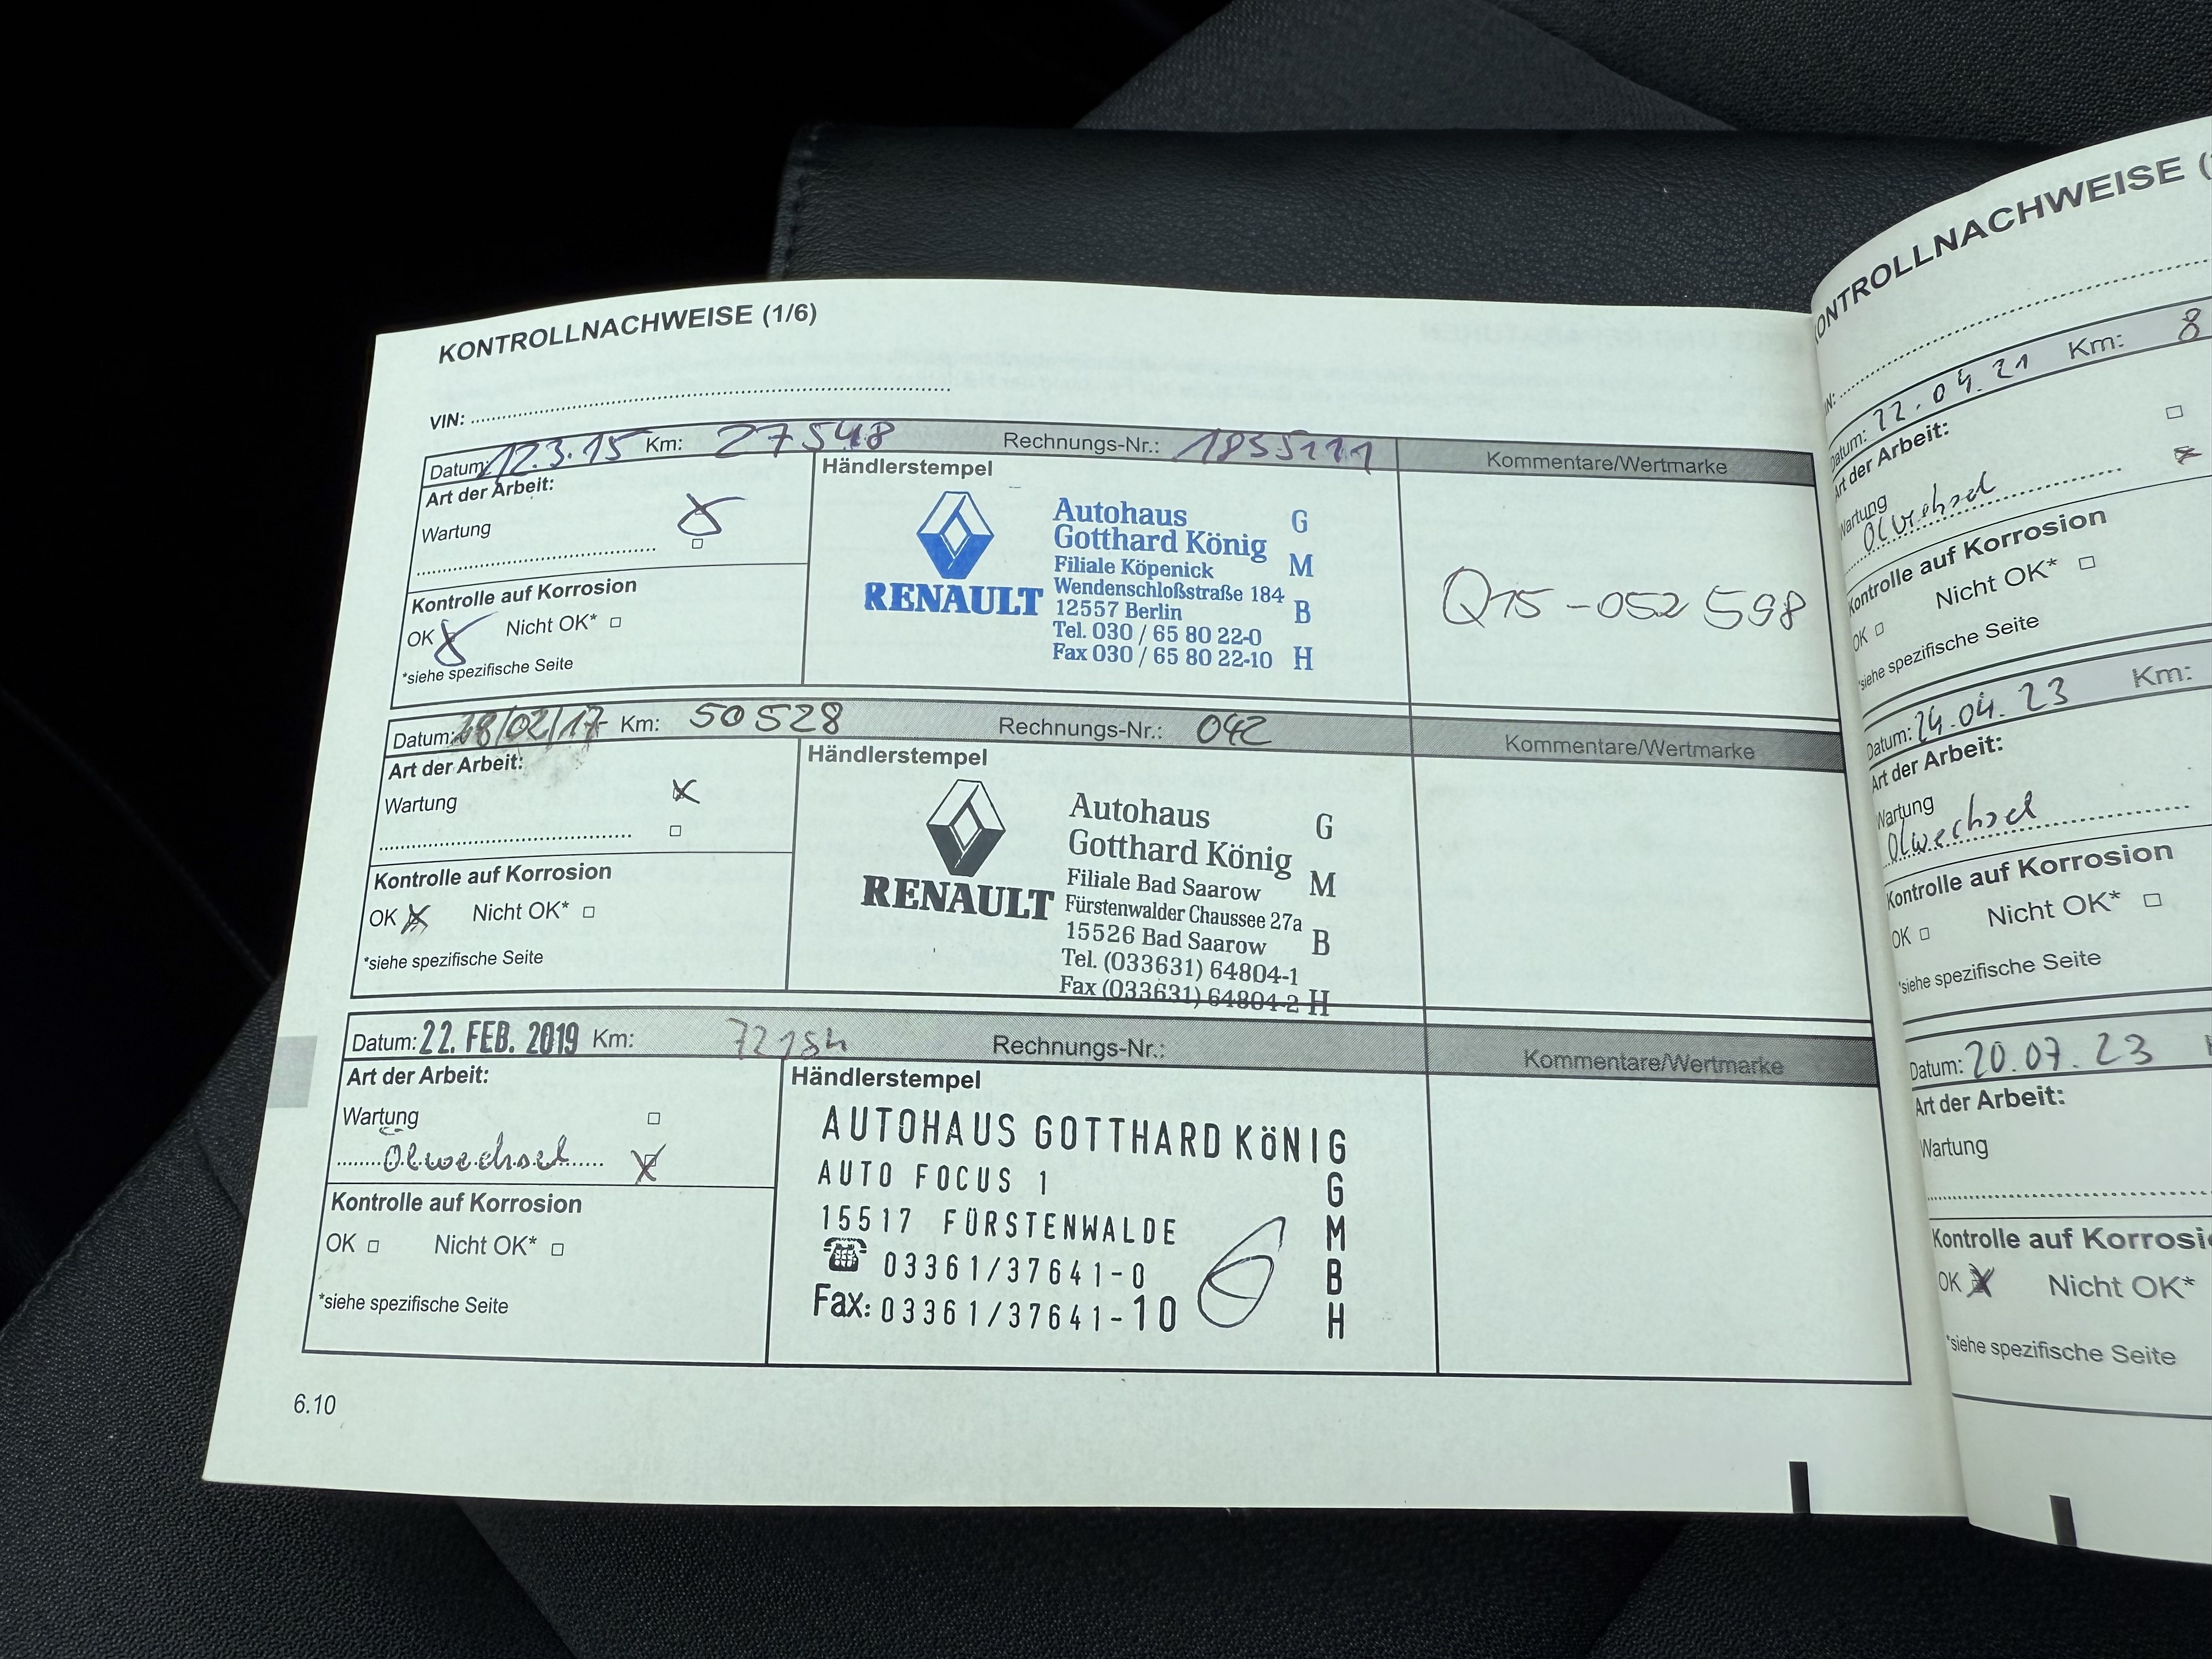 KONTROLLNACHWEISE (1/6)
VIN:
Datum: 12.3.15 Km: 27548 Rechnungs-Nr.: 1855111 Kommentare/Wertmarke
Art der Arbeit:
Wartung
Kontrolle auf Korrosion
OK Nicht OK*
*siehe spezifische Seite
Händlerstempel
RENAULT
Autohaus G
Gotthard König
Filiale Köpenick M
Wendenschloßstraße 184
12557 Berlin B
Tel. 030 / 65 80 22-0
Fax 030 / 65 80 22-10 H
Q15-052598
Datum: 28/02/17 Km: 50528 Rechnungs-Nr.: 042 Kommentare/Wertmarke
Art der Arbeit:
Wartung
Kontrolle auf Korrosion
OK Nicht OK*
*siehe spezifische Seite
Händlerstempel
RENAULT
Autohaus G
Gotthard König
Filiale Bad Saarow M
Fürstenwalder Chaussee 27a
15526 Bad Saarow B
Tel. (033631) 64804-1
Fax (033631) 64804-2 H
Datum: 22. FEB. 2019 Km: 72154 Rechnungs-Nr.: Kommentare/Wertmarke
Art der Arbeit:
Wartung
Ölwechsel
Kontrolle auf Korrosion
OK Nicht OK*
*siehe spezifische Seite
Händlerstempel
AUTOHAUS GOTTHARD KÖNIG
AUTO FOCUS 1 G
15517 FÜRSTENWALDE M
03361/37641-0 B
Fax: 03361/37641-10 H
6.10
KONTROLLNACHWEISE (
Datum: 22.04.21 Km: 8
Art der Arbeit:
Wartung
Ölwechsel
Kontrolle auf Korrosion
OK Nicht OK*
*siehe spezifische Seite
Datum: 24.04.23 Km:
Art der Arbeit:
Wartung
Ölwechsel
Kontrolle auf Korrosion
OK Nicht OK*
*siehe spezifische Seite
Datum: 20.07.23
Art der Arbeit:
Wartung
Kontrolle auf Korrosi
OK Nicht OK*
*siehe spezifische Seite